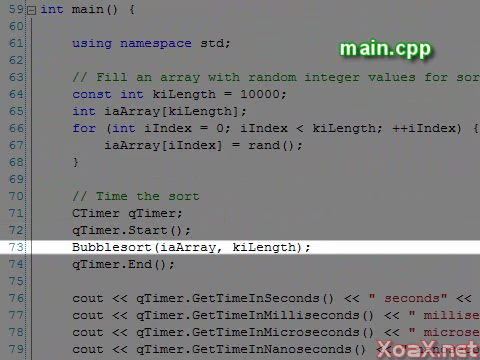 main.cpp
59 int main() {
60
61 using namespace std;
62
63 // Fill an array with random integer values for sor
64 const int kiLength = 10000;
65 int iaArray[kiLength];
66 for (int iIndex = 0; iIndex < kiLength; ++iIndex) {
67 iaArray[iIndex] = rand();
68 }
69
70 // Time the sort
71 CTimer qTimer;
72 qTimer.Start();
73 Bubblesort(iaArray, kiLength);
74 qTimer.End();
75
76 cout << qTimer.GetTimeInSeconds() << " seconds" <<
77 cout << qTimer.GetTimeInMilliseconds() << " millise
78 cout << qTimer.GetTimeInMicroseconds() << " microse
79 cout << qTimer.GetTimeInNanoseconds() <<
XoaX.net